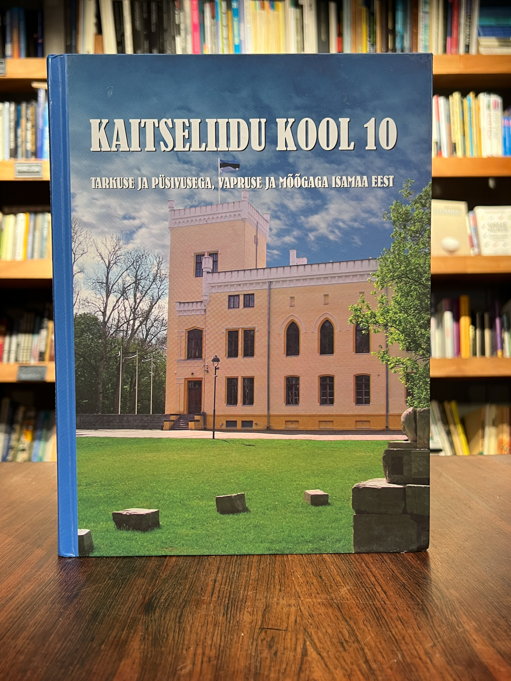 KAITSELIIDU KOOL 10
TARKUSE JA PÜSIVUSEGA, VAPRUSE JA MÕÕGAGA ISAMAA EEST